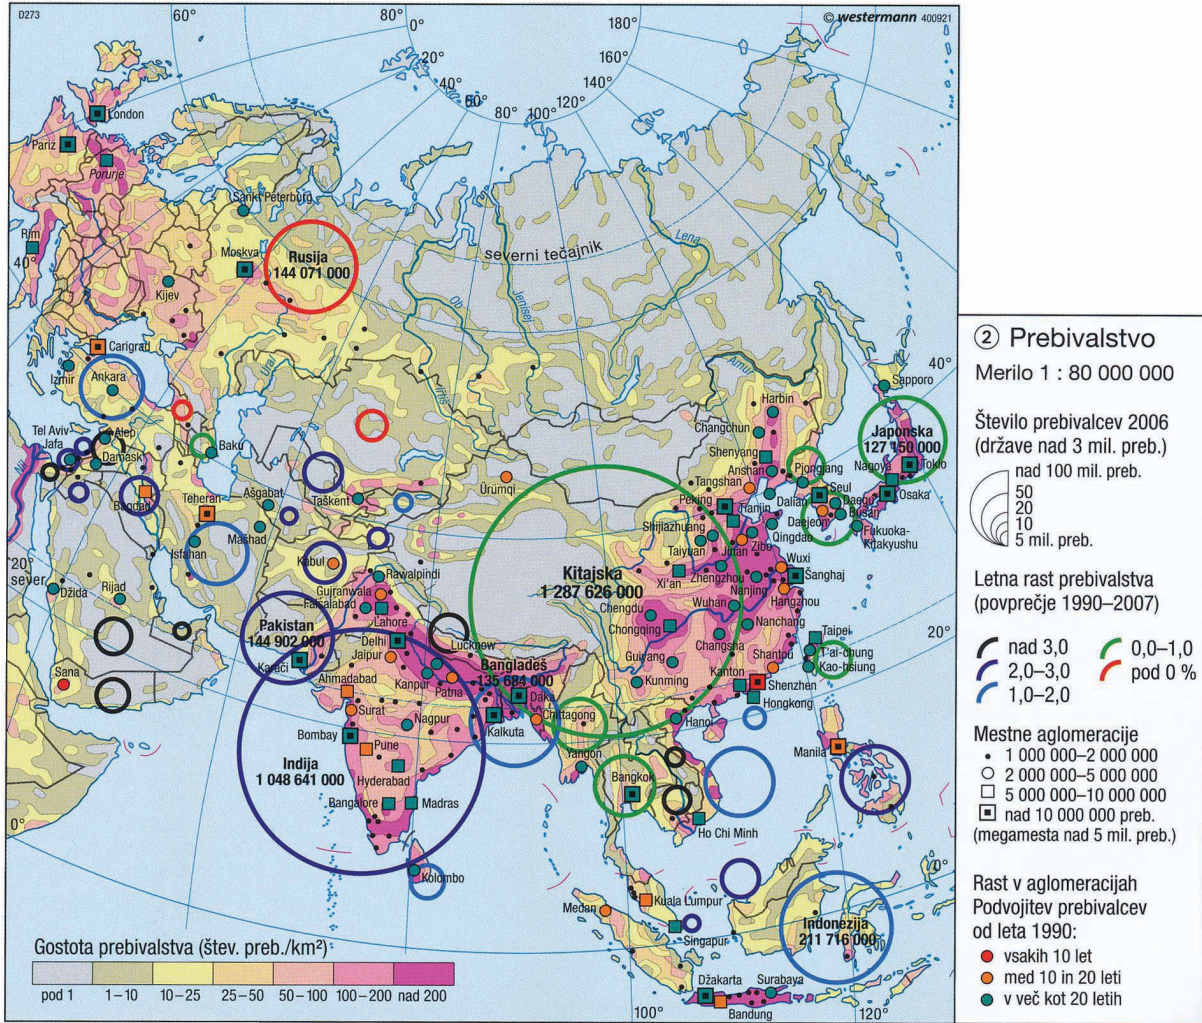 D273
60°
80°
0°
20°
40°
60°
80°
100°
120°
140°
160°
180°
© westermann 400921
London
Pariz
Porurje
Sankt Peterburg
Rim
40°
Moskva
Rusija
144 071 000
severni tečajnik
Lena
Ob
Jenisej
Kijev
Carigrad
Izmir
Ankara
Ural
Irtiš
Amur
40°
Sapporo
Harbin
Changchun
Tel Aviv
Jafa
Alep
Damask
Baku
Nil
Bagdad
Teheran
Ašgabat
Taškent
Ürümqi
Shenyang
Anshan
Pjongjang
Japonska
127 150 000
Nagoya
Tokio
Tangshan
Seul
Osaka
Dalian
Daegu
Peking
Tianjin
Busan
Mašhad
Daejeon
Isfahan
Shijiazhuang
Qingdao
Fukuoka-
Kitakyushu
Taiyuan
Jinan
Zibo
20°
sever
Kabul
Rawalpindi
Wuxi
Kitajska
1 287 626 000
Xi'an
Zhengzhou
Sanghaj
Gujranwala
Faisalabad
Nanjing
Džida
Rijad
Lahore
Hangzhou
Chengdu
Wuhan
Pakistan
144 902 000
Chongqing
Nanchang
20°
Delhi
Taipei
Lucknow
Changsha
T'ai-chung
Jaipur
Bangladeš
135 684 000
Guiyang
Shantou
Kao-hsiung
Karači
Sana
Kanpur
Patna
Kunming
Kanton
Ahmadabad
Shenzhen
Daka
Hongkong
Surat
Chittagong
Nagpur
Kalkuta
Hanoi
Bombay
Pune
Yangon
Manila
Indija
1 048 641 000
Hyderabad
Bangkok
Bangalore
Madras
0°
Ho Chi Minh
Kolombo
0°
Medan
Kuala Lumpur
Indonezija
211 716 000
Singapur
Džakarta
Surabaya
Bandung
100°
120°
Gostota prebivalstva (štev. preb./km²)
pod 1
1–10
10–25
25–50
50–100
100–200
nad 200
② Prebivalstvo
Merilo 1 : 80 000 000
Število prebivalcev 2006
(države nad 3 mil. preb.)
nad 100 mil. preb.
50
20
10
5 mil. preb.
Letna rast prebivalstva
(povprečje 1990–2007)
nad 3,0
2,0–3,0
1,0–2,0
0,0–1,0
pod 0 %
Mestne aglomeracije
1 000 000–2 000 000
2 000 000–5 000 000
5 000 000–10 000 000
nad 10 000 000 preb.
(megamesta nad 5 mil. preb.)
Rast v aglomeracijah
Podvojitev prebivalcev
od leta 1990:
vsakih 10 let
med 10 in 20 leti
v več kot 20 letih